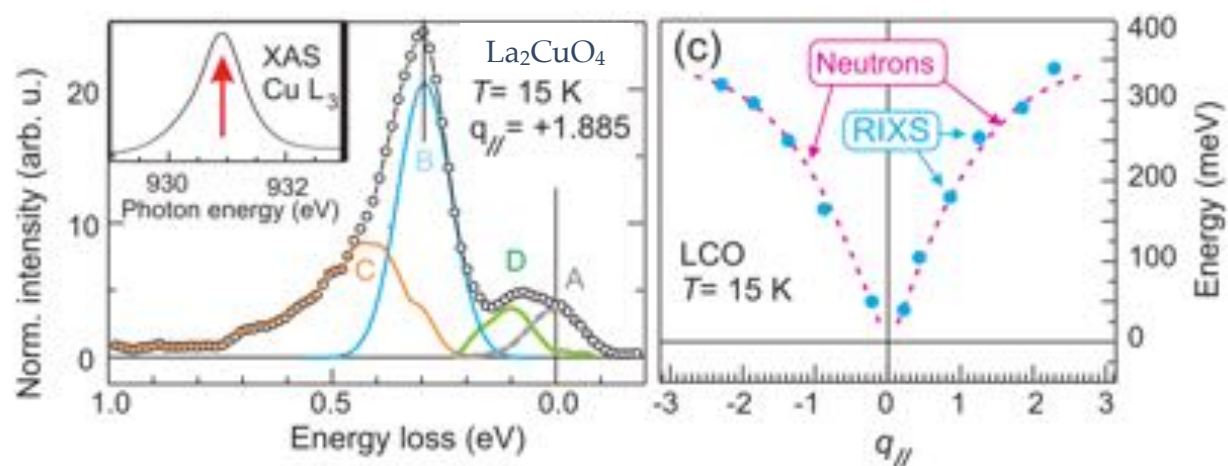 Norm. intensity (arb. u.)
20
10
0
XAS
Cu L₃
930
932
Photon energy (eV)
La₂CuO₄
T= 15 K
q// = +1.885
B
C
D
A
1.0
0.5
0.0
Energy loss (eV)
(c)
Neutrons
RIXS
LCO
T= 15 K
400
300
200
100
0
Energy (meV)
-3
-2
-1
0
1
2
3
q//